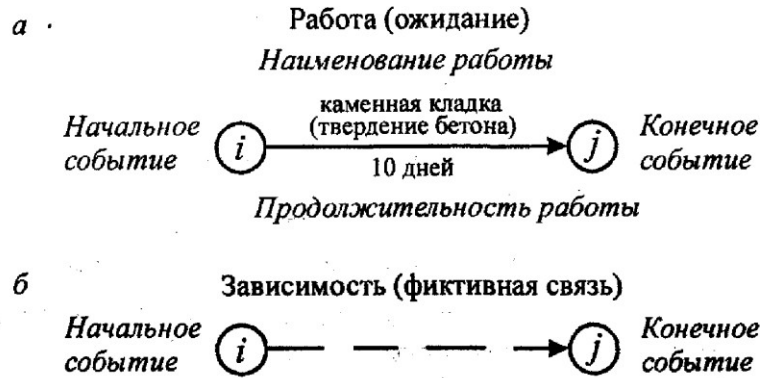 а
Работа (ожидание)
Наименование работы
Начальное событие
i
каменная кладка
(твердение бетона)
10 дней
j
Конечное событие
Продолжительность работы
б
Зависимость (фиктивная связь)
Начальное событие
i
j
Конечное событие